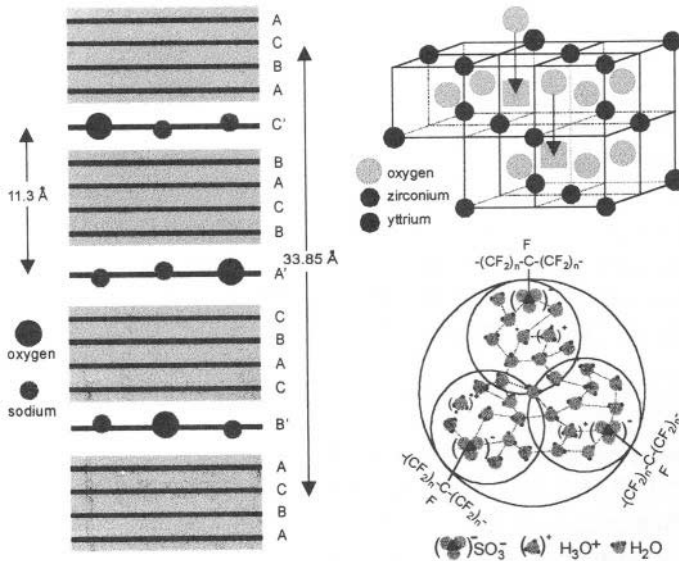 A
C
B
A
C'
B
A
C
B
A'
C
B
A
C
B'
A
C
B
A
11.3 Å
33.85 Å
oxygen
sodium
oxygen
zirconium
yttrium
F
-(CF₂)ₙ-C-(CF₂)ₙ-
( )⁻
( )⁺
( )⁺
( )⁻
( )⁺ ( )⁻
-(CF₂)ₙ-C-(CF₂)ₙ-
F
-(CF₂)ₙ-C-(CF₂)ₙ-
F
( )⁻ SO₃⁻ ( )⁺ H₃O+ H₂O